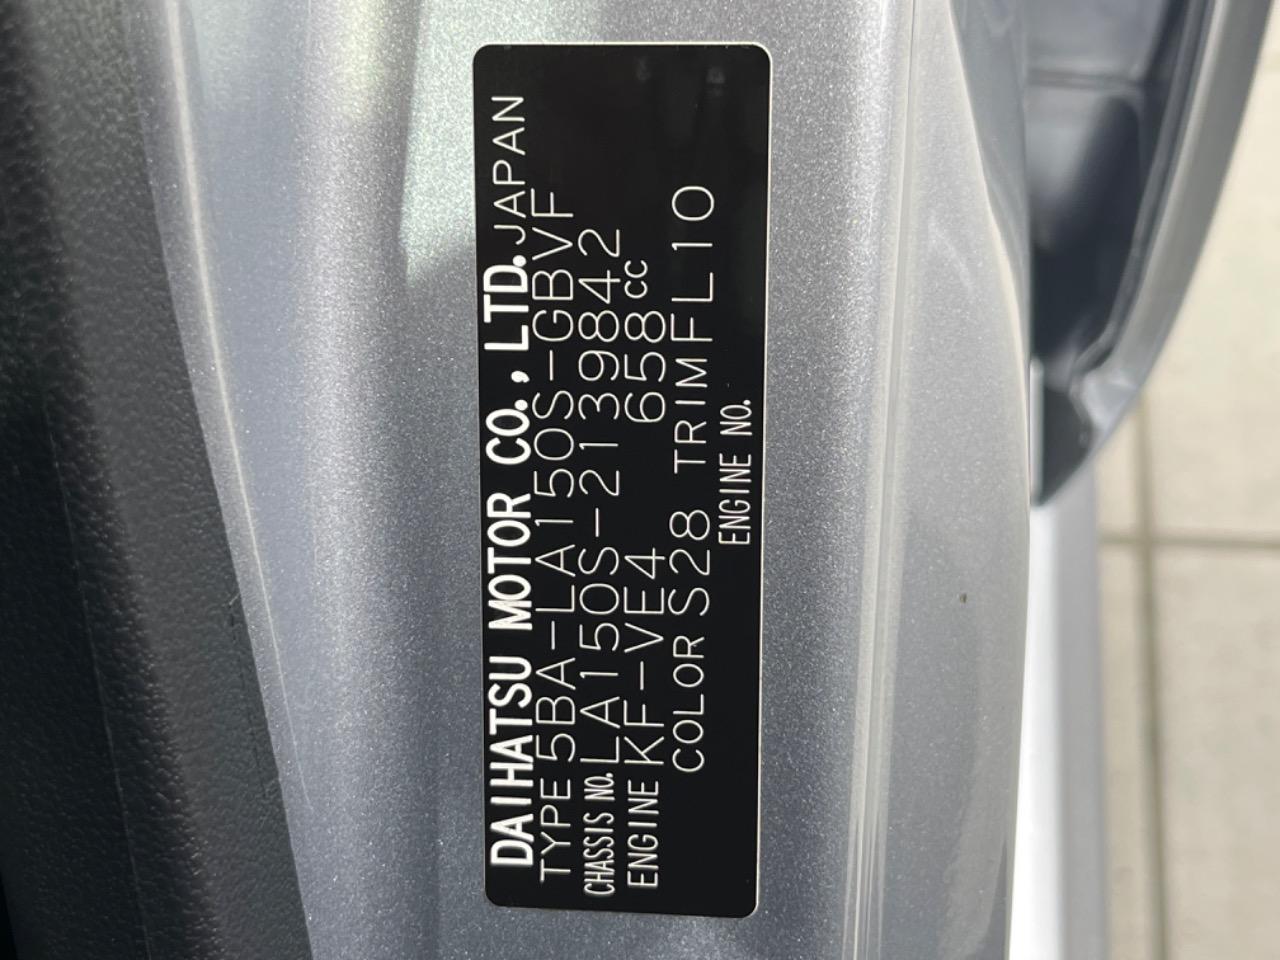 DAIHATSU MOTOR CO., LTD. JAPAN
TYPE 5BA-LA150S-GBVF
CHASSIS NO. LA150S-2139842
ENGINE KF-VE4 658cc
COLOR S28 TRIM FL10
ENGINE NO.